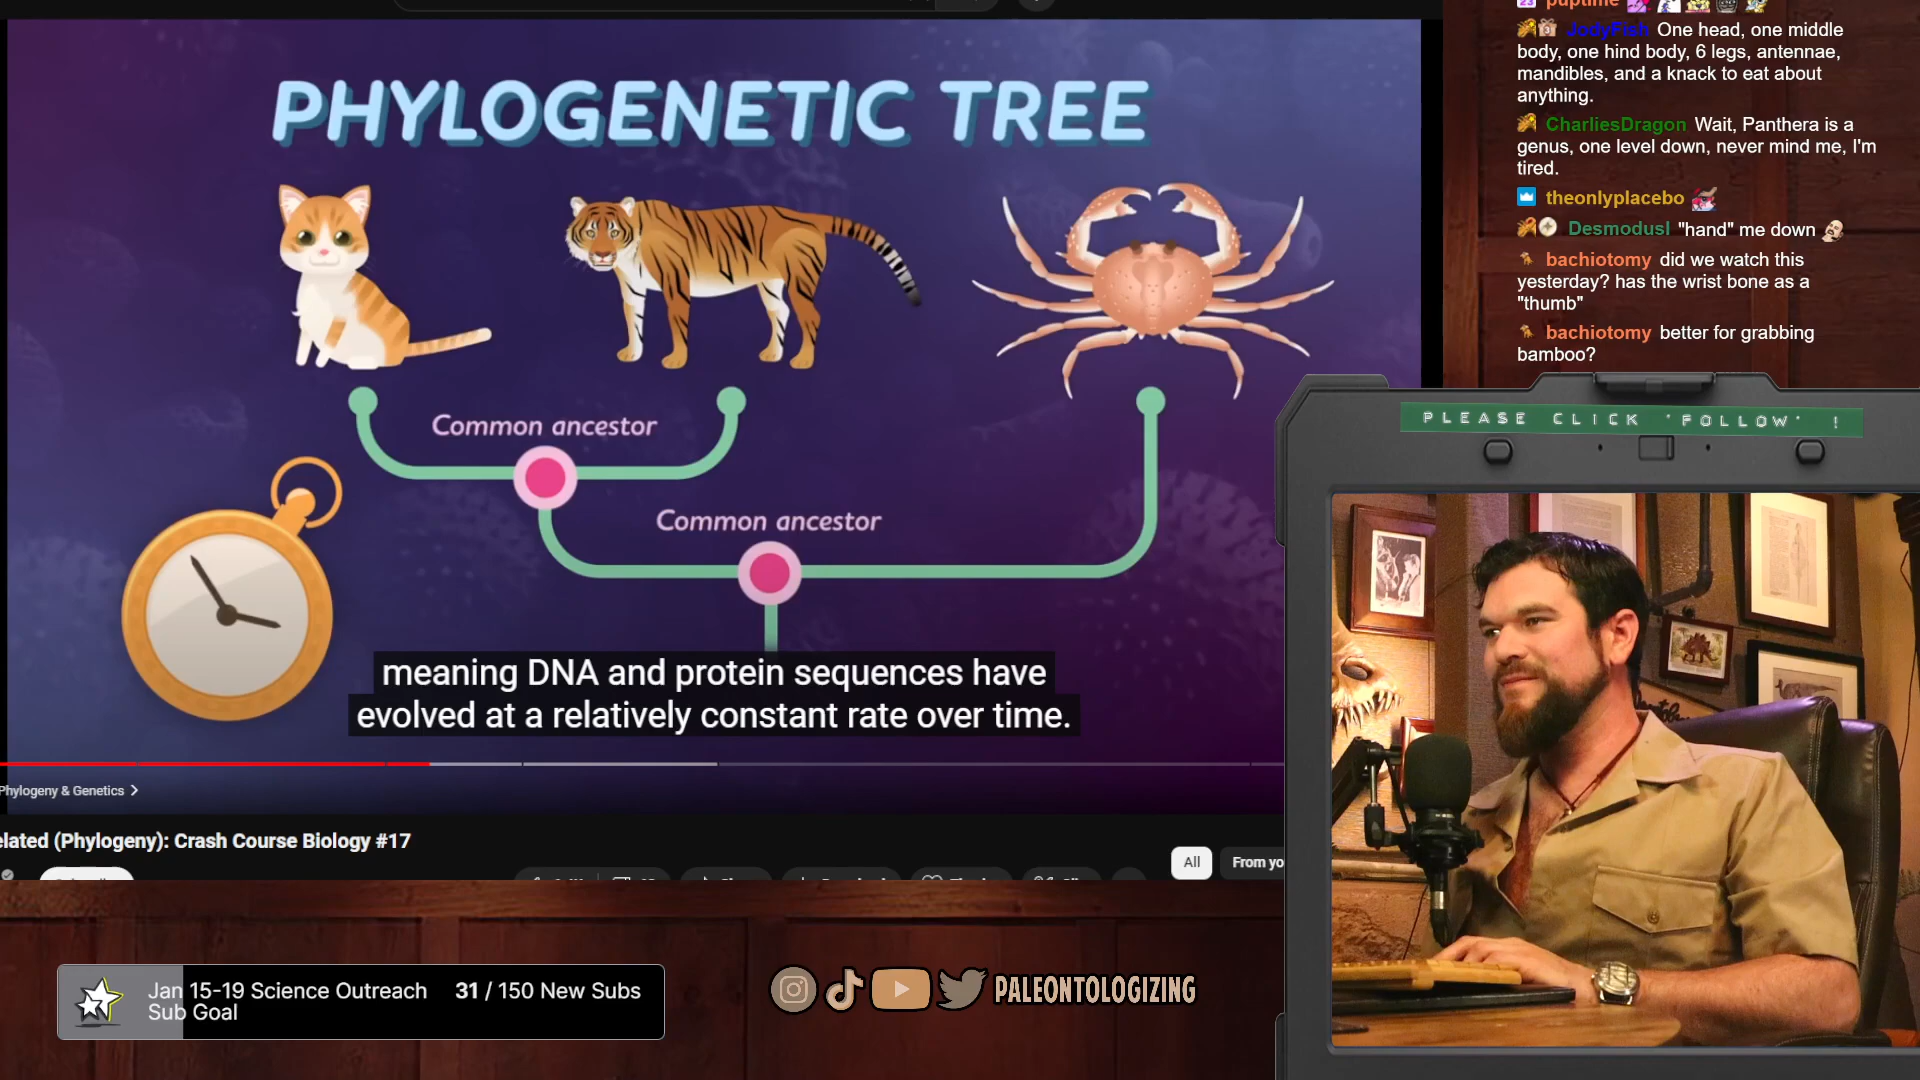 PHYLOGENETIC TREE
Common ancestor
Common ancestor
meaning DNA and protein sequences have
evolved at a relatively constant rate over time.
Phylogeny & Genetics
elated (Phylogeny): Crash Course Biology #17
All
From yo
puptime
JodyFish One head, one middle
body, one hind body, 6 legs, antennae,
mandibles, and a knack to eat about
anything.
CharliesDragon Wait, Panthera is a
genus, one level down, never mind me, I'm
tired.
theonlyplacebo
Desmodusl "hand" me down
bachiotomy did we watch this
yesterday? has the wrist bone as a
"thumb"
bachiotomy better for grabbing
bamboo?
PLEASE CLICK "FOLLOW" !
Jan 15-19 Science Outreach 31 / 150 New Subs
Sub Goal
PALEONTOLOGIZING